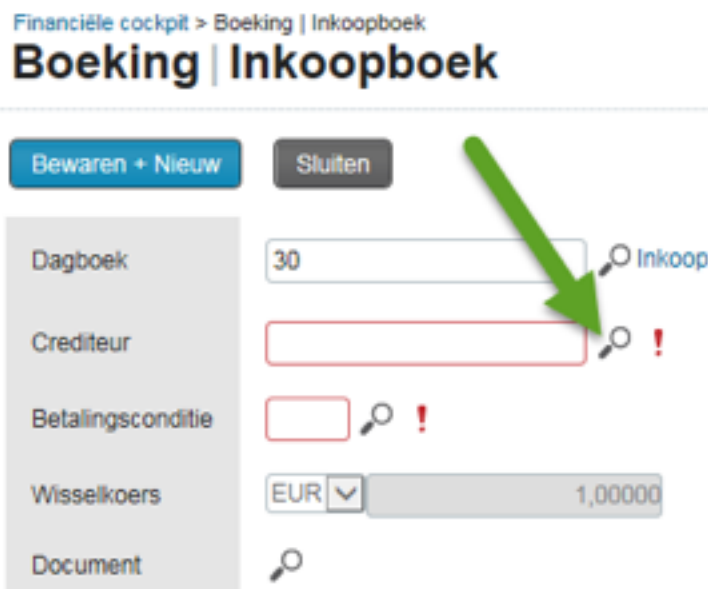 Financiële cockpit > Boeking | Inkoopboek
Boeking | Inkoopboek
Bewaren + Nieuw Sluiten
Dagboek 30 Inkoop
Crediteur !
Betalingsconditie !
Wisselkoers EUR 1,00000
Document